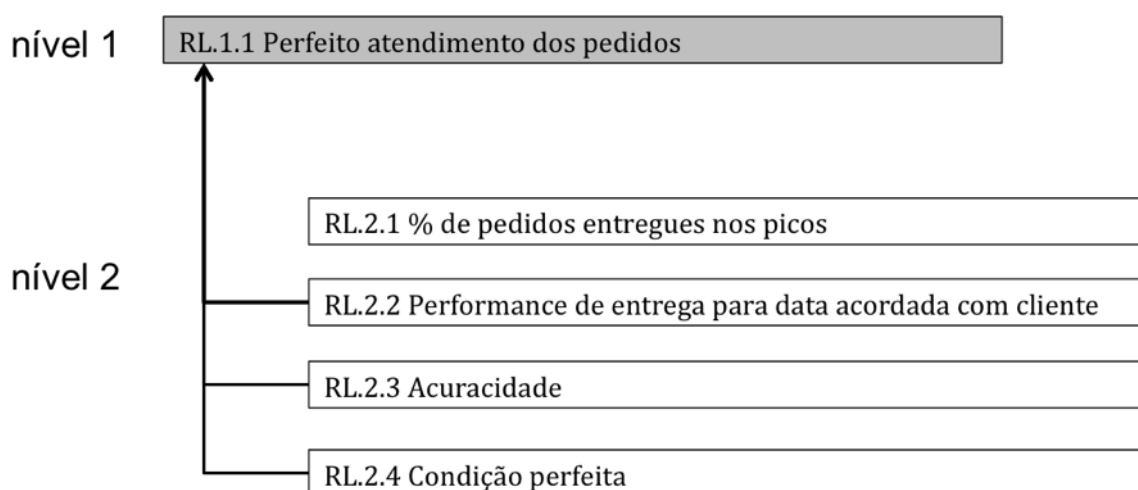 nível 1
RL.1.1 Perfeito atendimento dos pedidos
RL.2.1 % de pedidos entregues nos picos
nível 2
RL.2.2 Performance de entrega para data acordada com cliente
RL.2.3 Acuracidade
RL.2.4 Condição perfeita